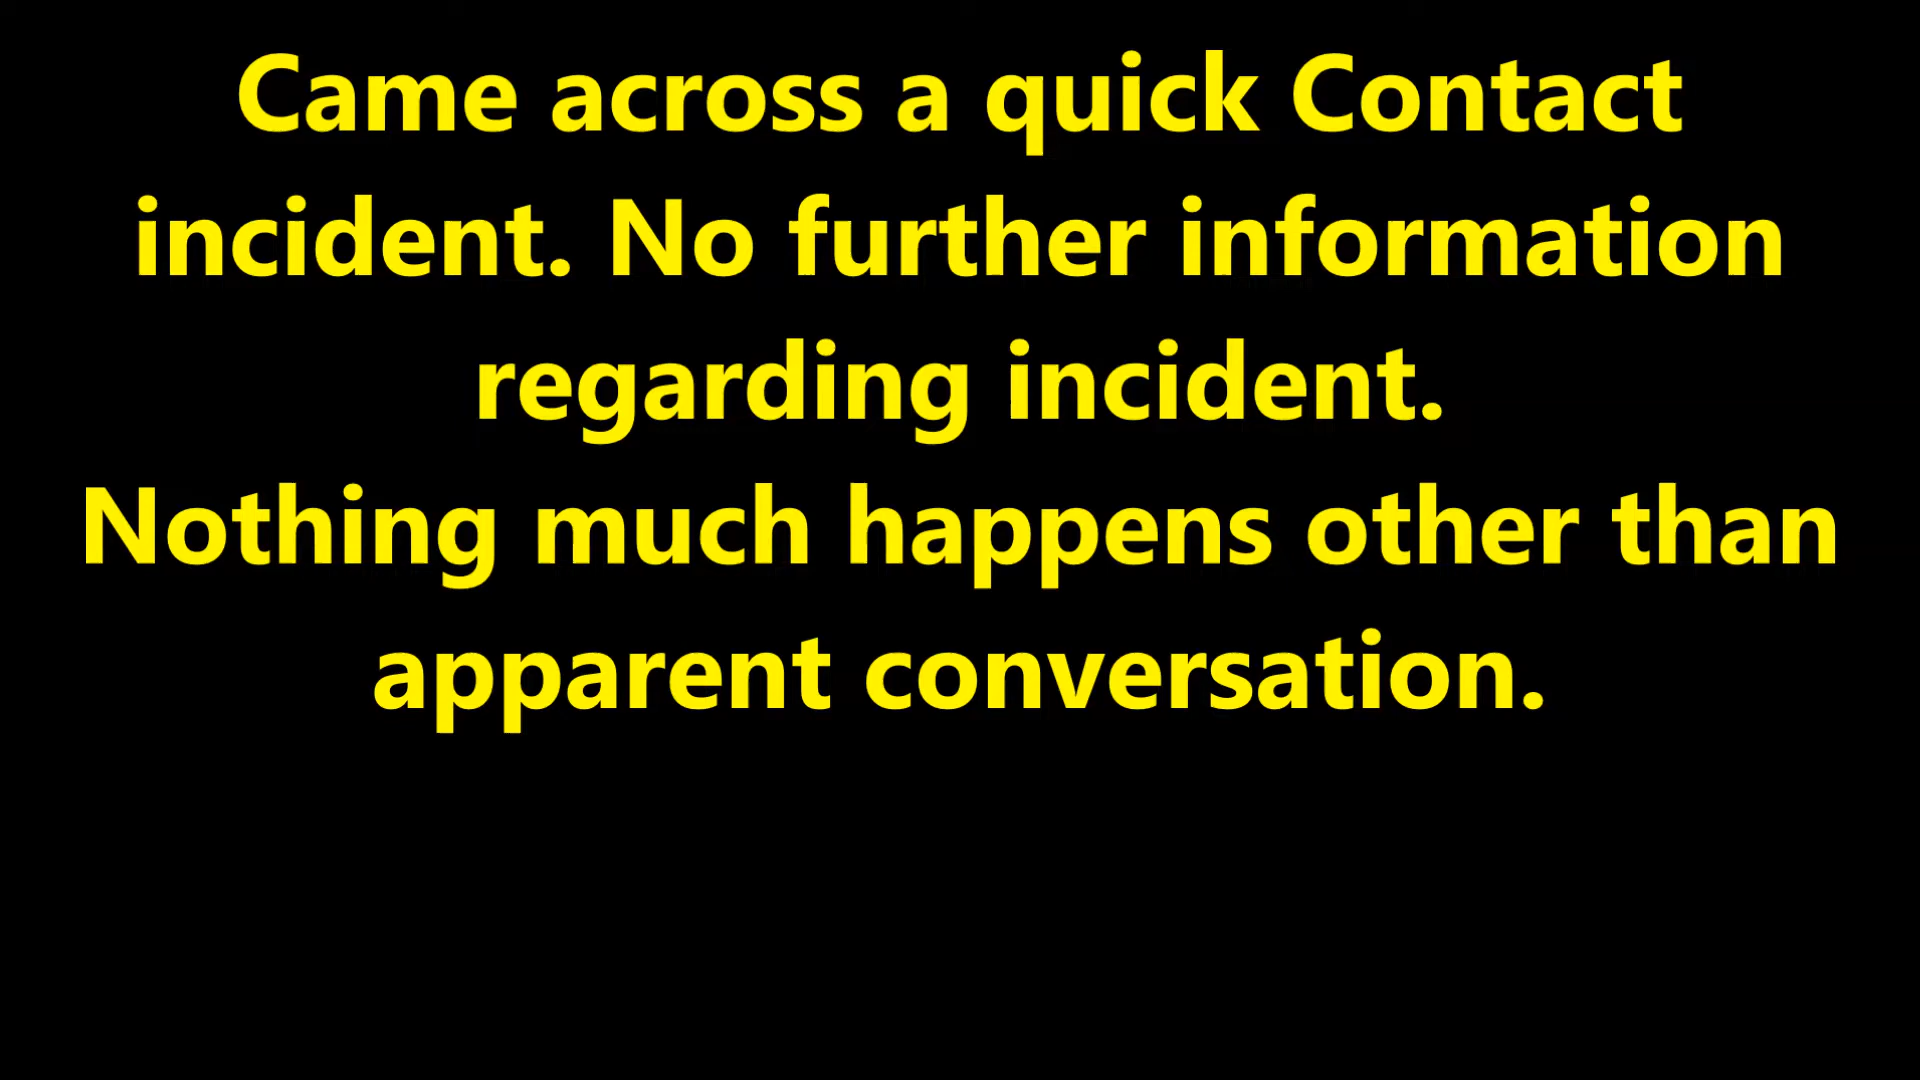 Came across a quick Contact
incident. No further information
regarding incident.
Nothing much happens other than
apparent conversation.